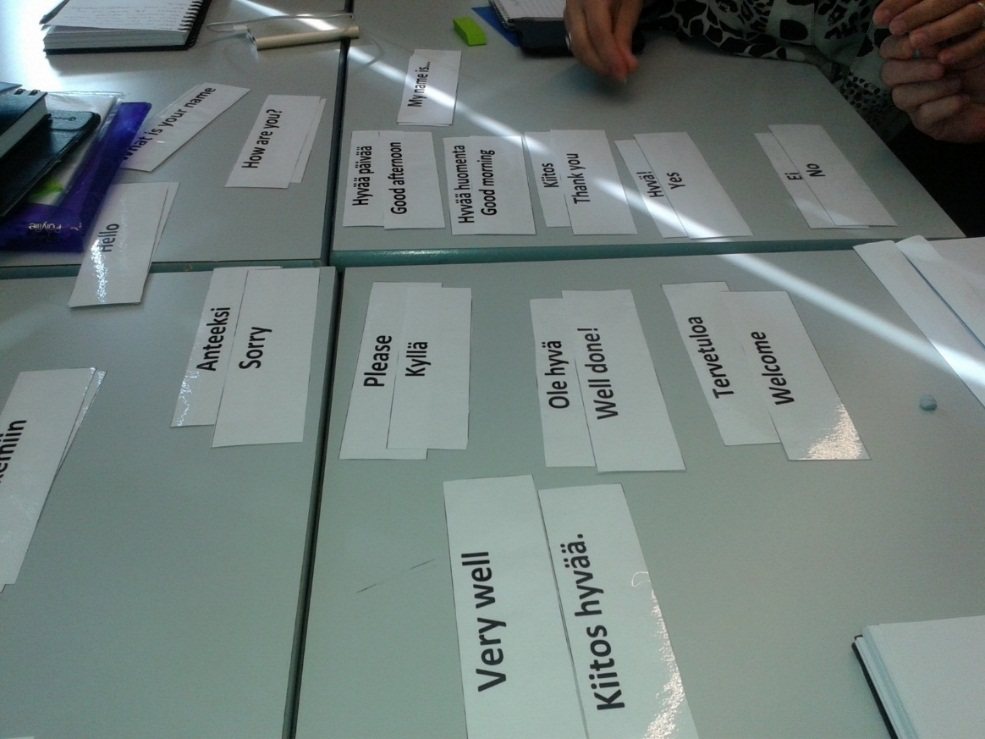 My name is...
What is your name
How are you?
Hello
Hyvää päivää
Good afternoon
Hyvää huomenta
Good morning
Kiitos
Thank you
Hyvä!
Yes
Ei
NO
Anteeksi
Sorry
Please
Kyllä
Ole hyvä
Well done!
Tervetuloa
Welcome
Very well
Kiitos hyvää.